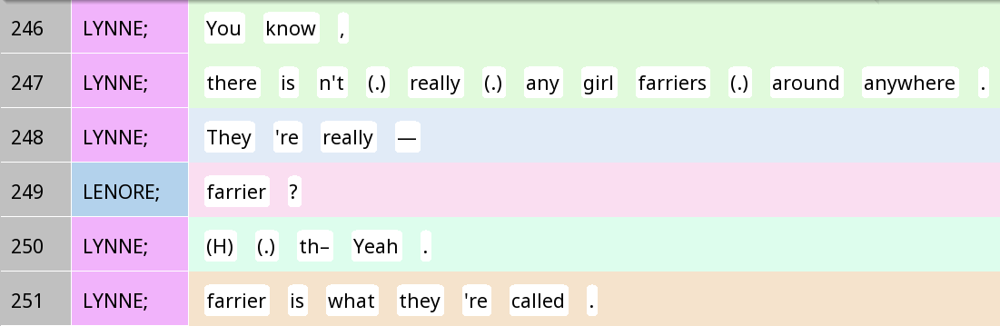 246 LYNNE; You know ,
247 LYNNE; there is n't (.) really (.) any girl farriers (.) around anywhere .
248 LYNNE; They 're really —
249 LENORE; farrier ?
250 LYNNE; (H) (.) th– Yeah .
251 LYNNE; farrier is what they 're called .